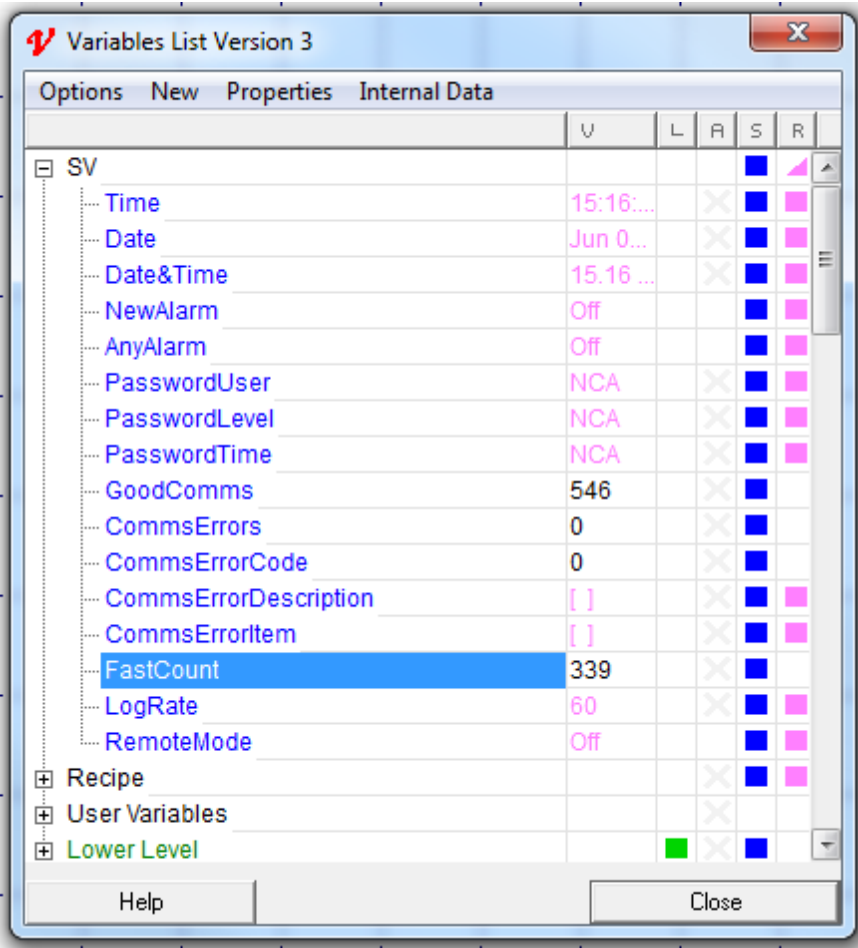 Variables List Version 3
Options New Properties Internal Data
V L A S R
SV
Time 15:16:...
Date Jun 0...
Date&Time 15.16 ...
NewAlarm Off
AnyAlarm Off
PasswordUser NCA
PasswordLevel NCA
PasswordTime NCA
GoodComms 546
CommsErrors 0
CommsErrorCode 0
CommsErrorDescription [ ]
CommsErrorItem [ ]
FastCount 339
LogRate 60
RemoteMode Off
Recipe
User Variables
Lower Level
Help Close